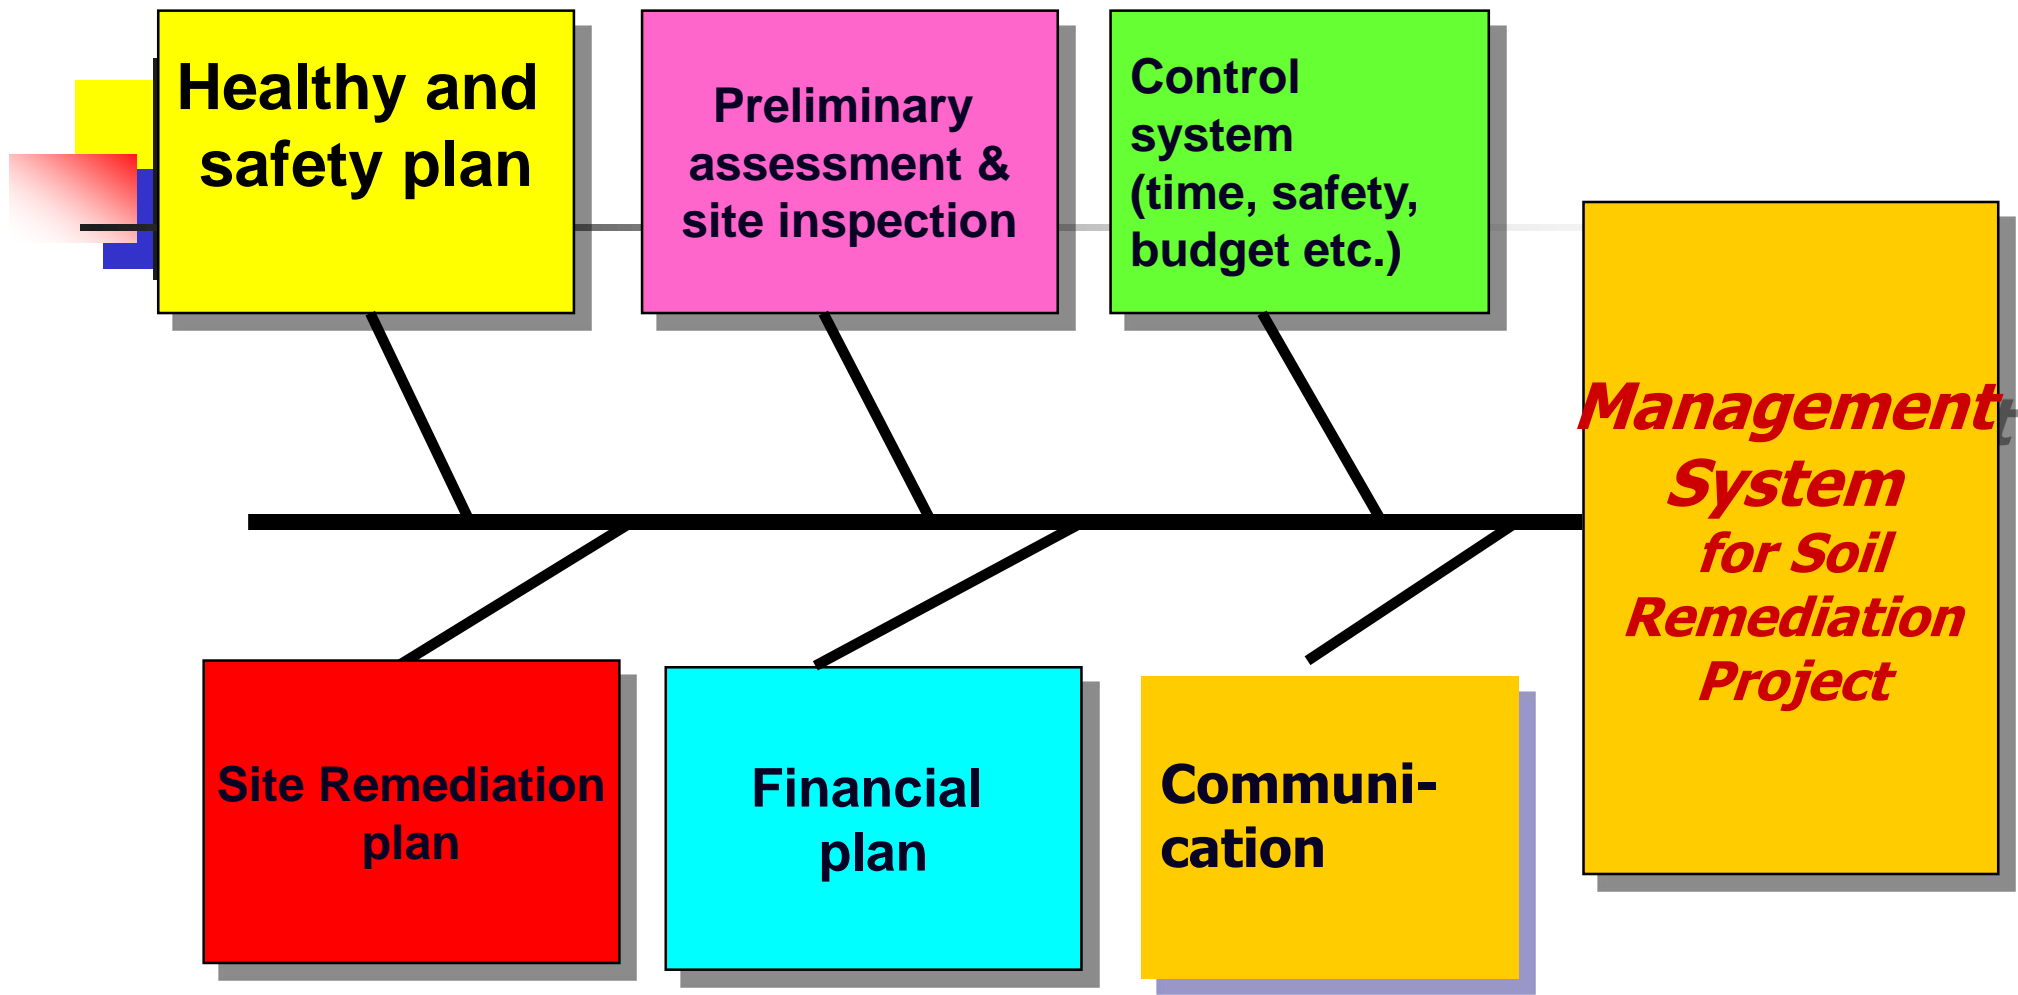 Healthy and
safety plan
Preliminary
assessment &
site inspection
Control
system
(time, safety,
budget etc.)
Management
System
for Soil
Remediation
Project
Site Remediation
plan
Financial
plan
Communi-
cation